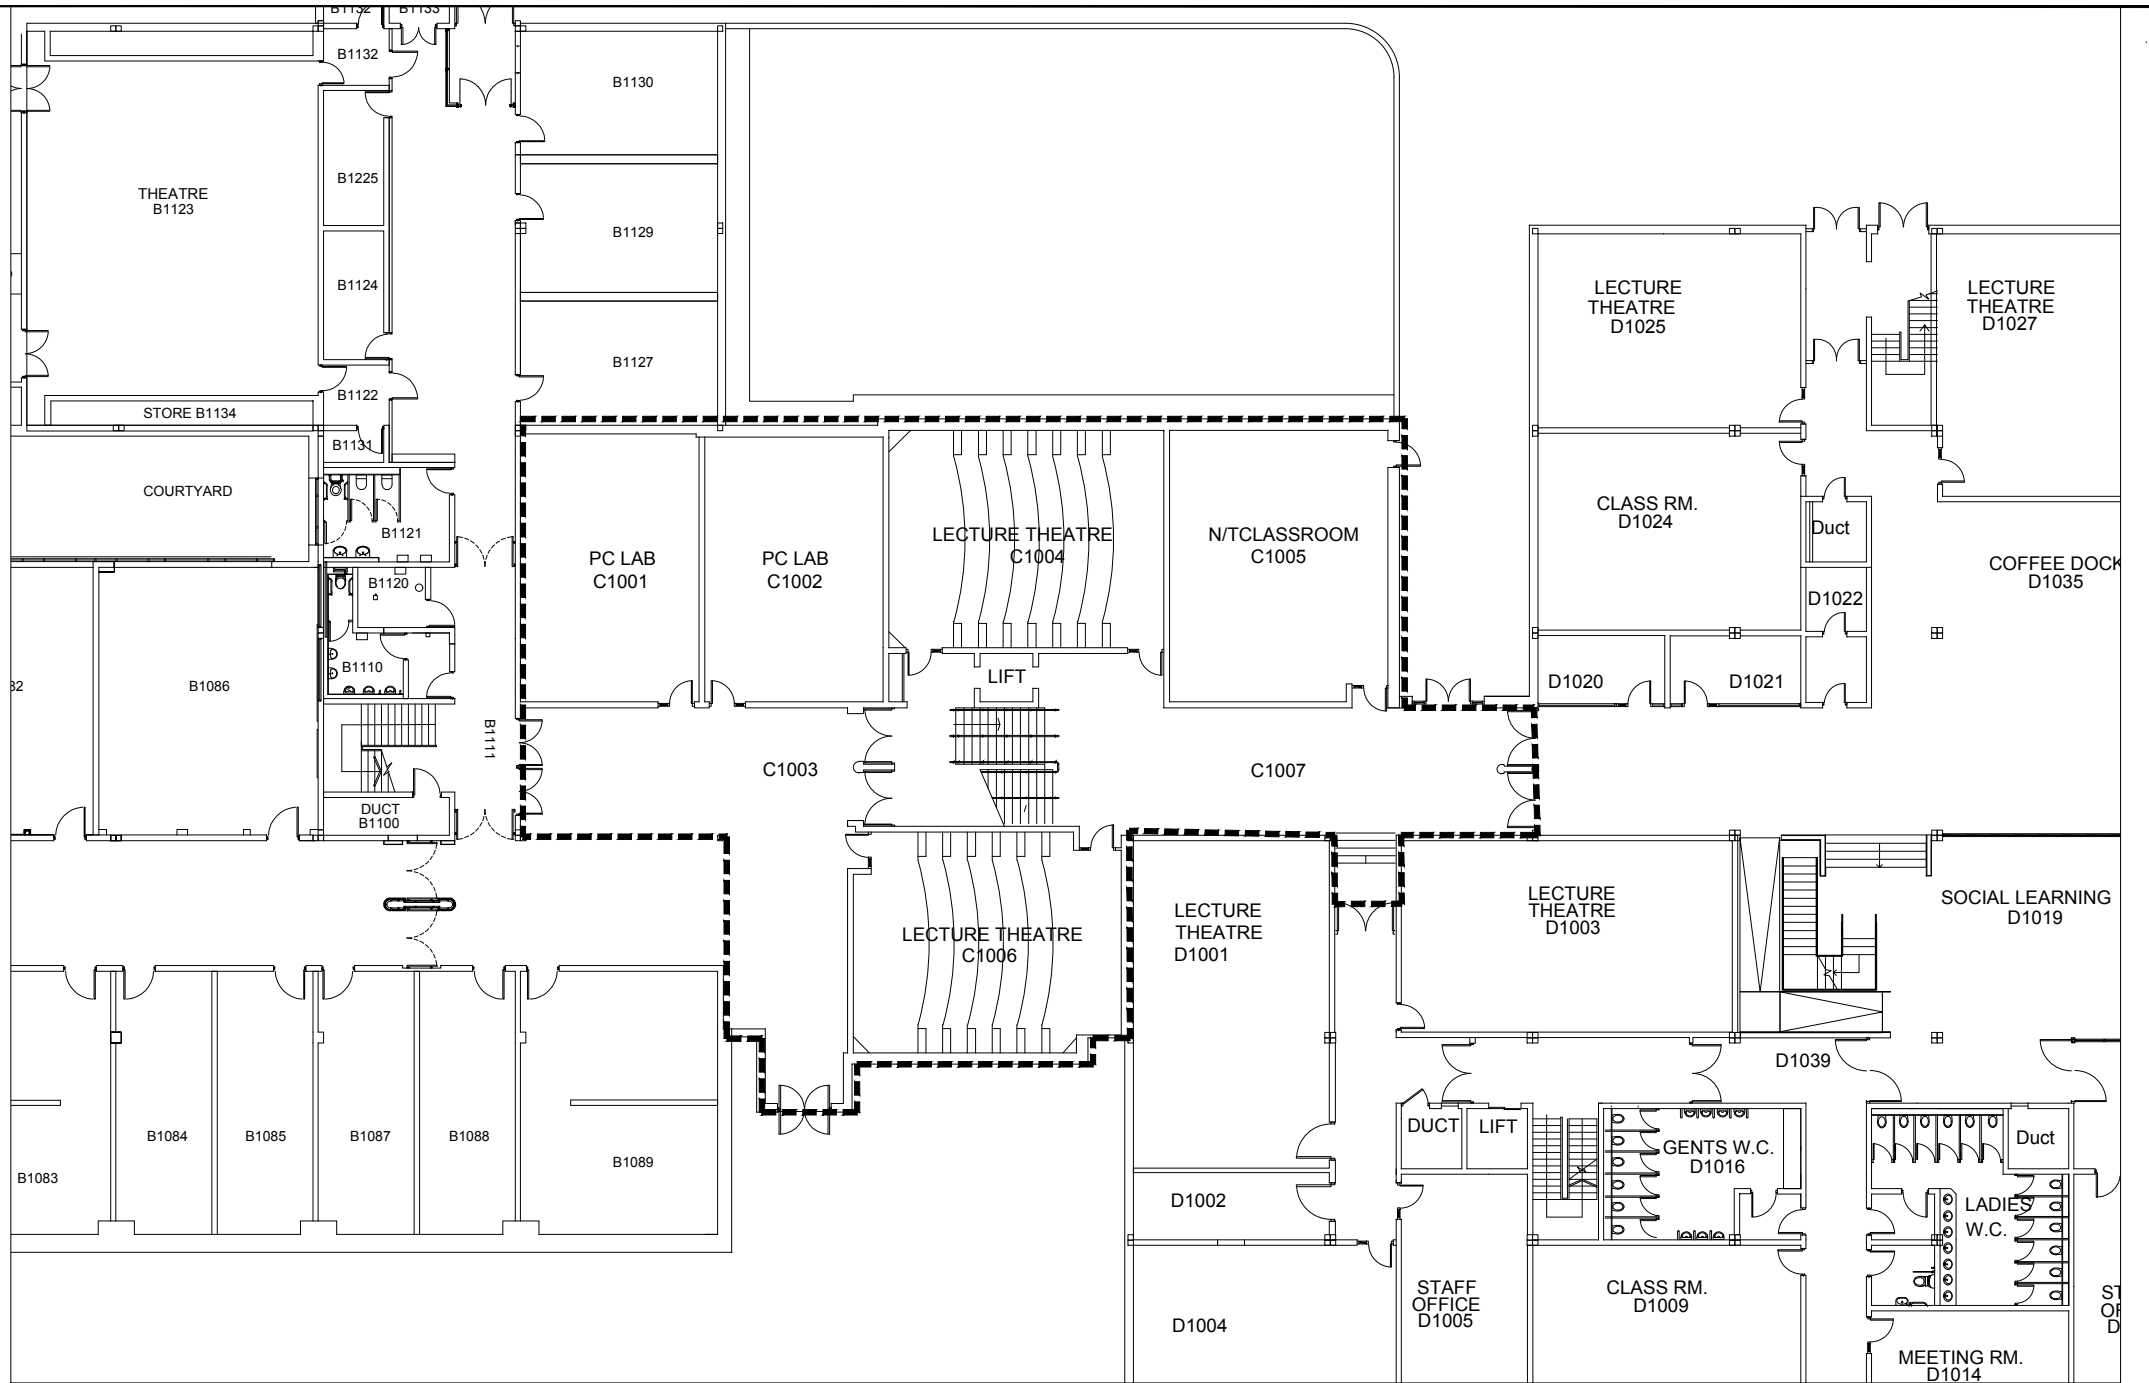 B1132
B1133
B1132
B1130
THEATRE
B1123
B1225
B1129
B1124
B1127
B1122
STORE B1134
B1131
COURTYARD
B1121
B1120
B1110
B1086
B1111
DUCT
B1100
PC LAB
C1001
PC LAB
C1002
LECTURE THEATRE
C1004
N/TCLASSROOM
C1005
LIFT
C1003
C1007
LECTURE THEATRE
C1006
LECTURE
THEATRE
D1025
LECTURE
THEATRE
D1027
CLASS RM.
D1024
Duct
COFFEE DOCK
D1035
D1022
D1020
D1021
LECTURE
THEATRE
D1001
LECTURE
THEATRE
D1003
SOCIAL LEARNING
D1019
D1039
DUCT
LIFT
GENTS W.C.
D1016
Duct
LADIES
W.C.
D1002
D1004
STAFF
OFFICE
D1005
CLASS RM.
D1009
MEETING RM.
D1014
B1083
B1084
B1085
B1087
B1088
B1089